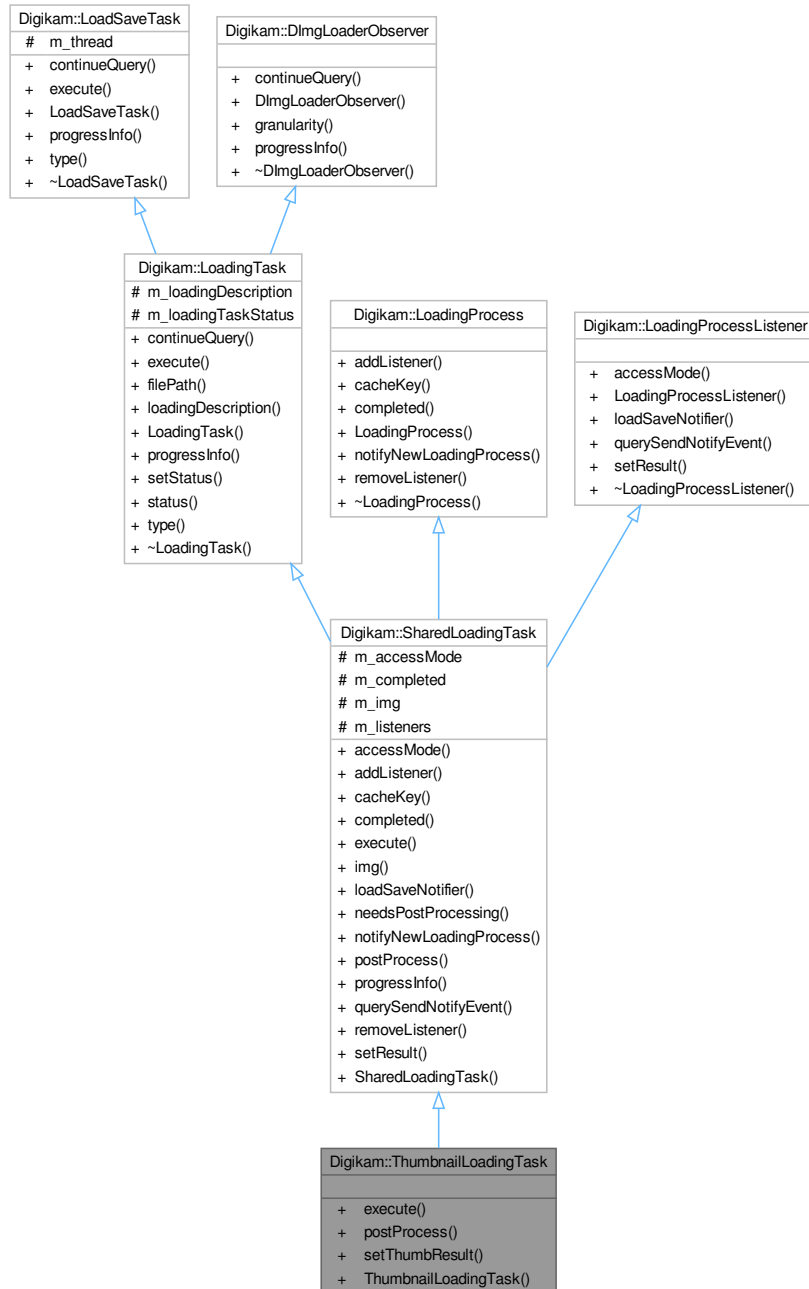 Digikam::LoadSaveTask
# m_thread
+ continueQuery()
+ execute()
+ LoadSaveTask()
+ progressInfo()
+ type()
+ ~LoadSaveTask()
Digikam::DImgLoaderObserver
+ continueQuery()
+ DImgLoaderObserver()
+ granularity()
+ progressInfo()
+ ~DImgLoaderObserver()
Digikam::LoadingTask
# m_loadingDescription
# m_loadingTaskStatus
+ continueQuery()
+ execute()
+ filePath()
+ loadingDescription()
+ LoadingTask()
+ progressInfo()
+ setStatus()
+ status()
+ type()
+ ~LoadingTask()
Digikam::LoadingProcess
+ addListener()
+ cacheKey()
+ completed()
+ LoadingProcess()
+ notifyNewLoadingProcess()
+ removeListener()
+ ~LoadingProcess()
Digikam::LoadingProcessListener
+ accessMode()
+ LoadingProcessListener()
+ loadSaveNotifier()
+ querySendNotifyEvent()
+ setResult()
+ ~LoadingProcessListener()
Digikam::SharedLoadingTask
# m_accessMode
# m_completed
# m_img
# m_listeners
+ accessMode()
+ addListener()
+ cacheKey()
+ completed()
+ execute()
+ img()
+ loadSaveNotifier()
+ needsPostProcessing()
+ notifyNewLoadingProcess()
+ postProcess()
+ progressInfo()
+ querySendNotifyEvent()
+ removeListener()
+ setResult()
+ SharedLoadingTask()
Digikam::ThumbnailLoadingTask
+ execute()
+ postProcess()
+ setThumbResult()
+ ThumbnailLoadingTask()